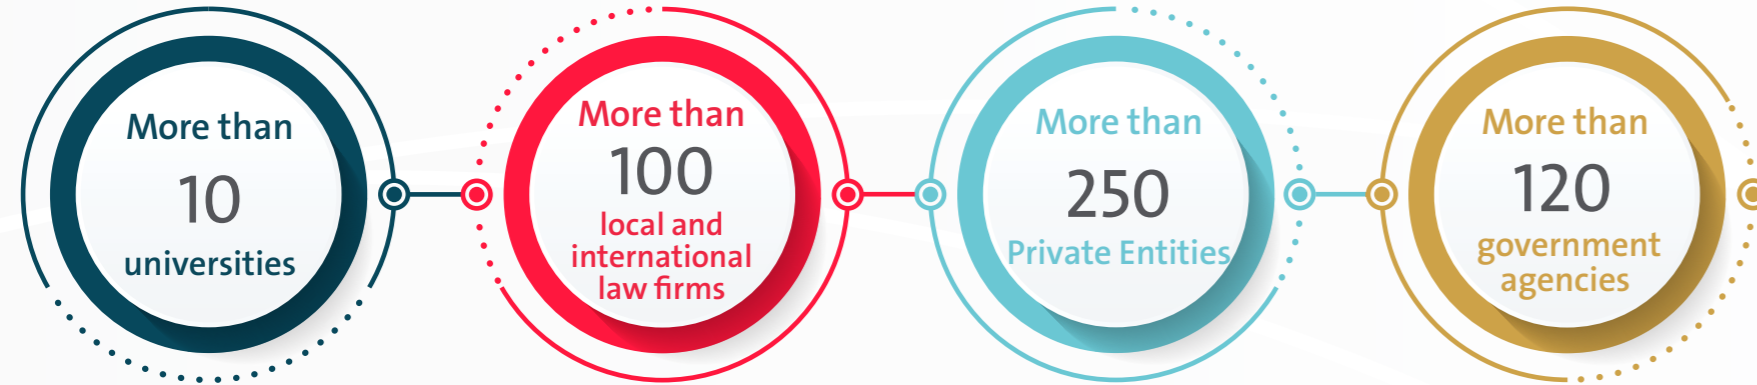 More than
10
universities
More than
100
local and
international
law firms
More than
250
Private Entities
More than
120
government
agencies